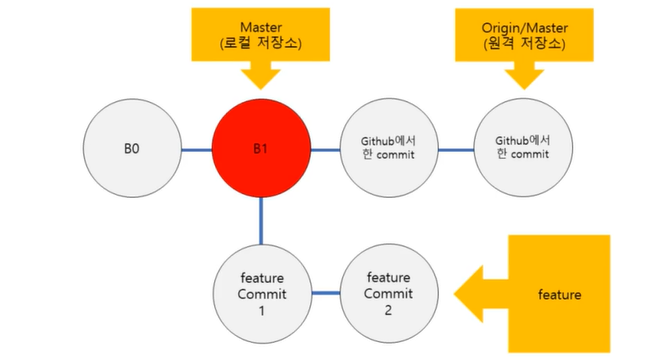 Master
(로컬 저장소)
Origin/Master
(원격 저장소)
B0
B1
Github에서
한 commit
Github에서
한 commit
feature
Commit
1
feature
Commit
2
feature